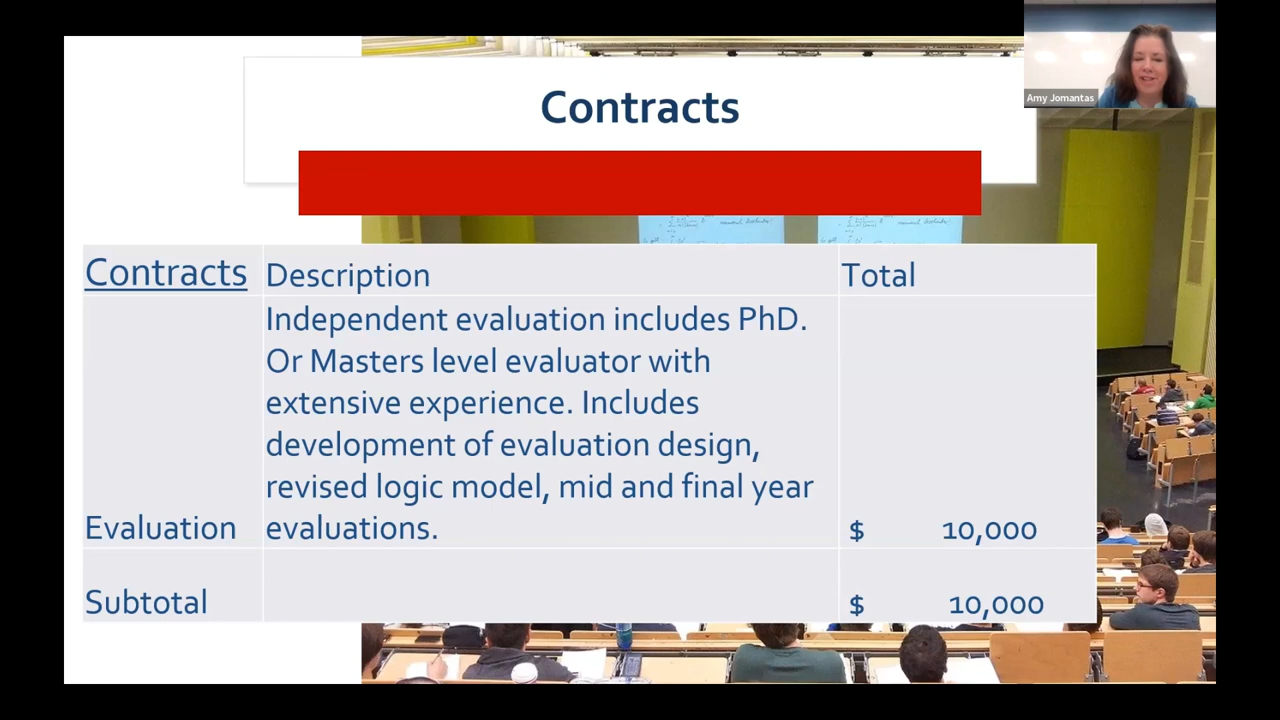 Contracts
Amy Jomantas
Contracts Description Total
Independent evaluation includes PhD.
Or Masters level evaluator with
extensive experience. Includes
development of evaluation design,
revised logic model, mid and final year
Evaluation evaluations. $ 10,000
Subtotal $ 10,000